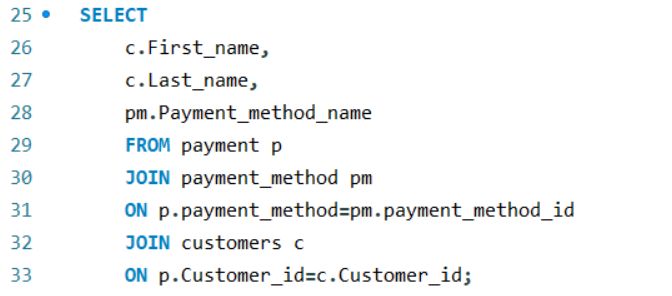 25 SELECT
26 c.First_name,
27 c.Last_name,
28 pm.Payment_method_name
29 FROM payment p
30 JOIN payment_method pm
31 ON p.payment_method=pm.payment_method_id
32 JOIN customers c
33 ON p.Customer_id=c.Customer_id;